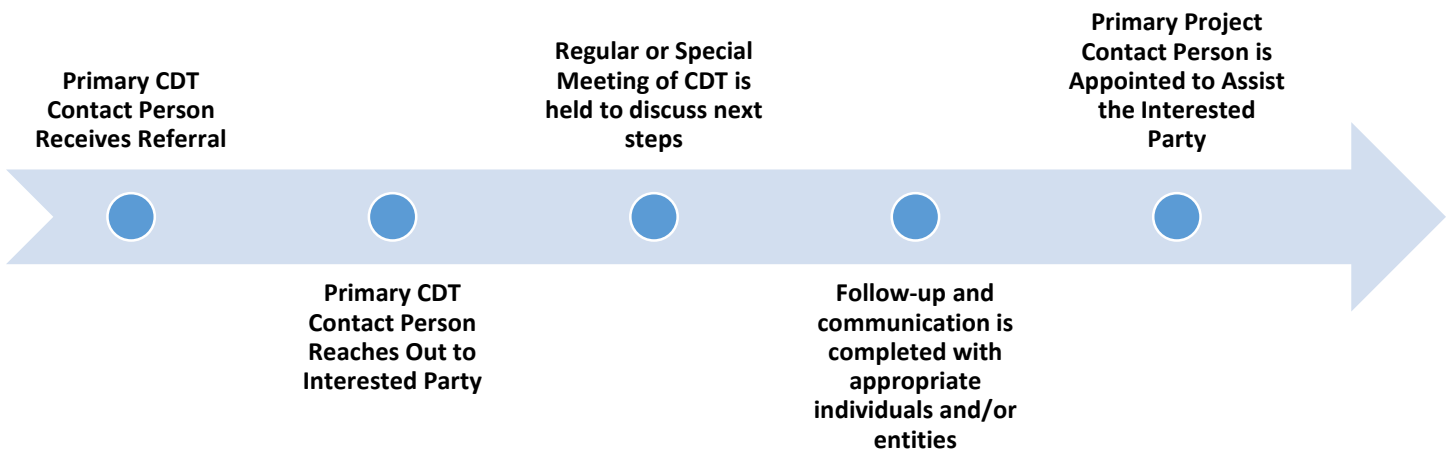 Primary CDT
Contact Person
Receives Referral
Primary CDT
Contact Person
Reaches Out to
Interested Party
Regular or Special
Meeting of CDT is
held to discuss next
steps
Follow-up and
communication is
completed with
appropriate
individuals and/or
entities
Primary Project
Contact Person is
Appointed to Assist
the Interested
Party